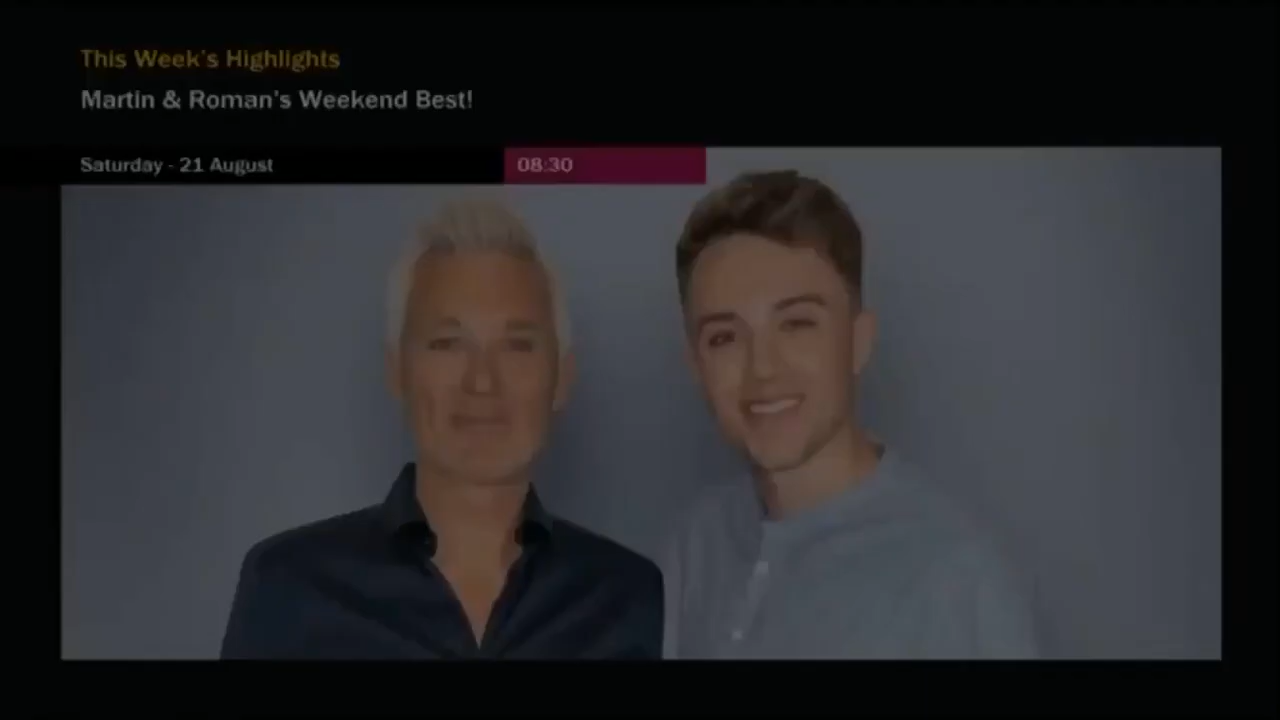 This Week's Highlights
Martin & Roman's Weekend Best!
Saturday - 21 August
08:30